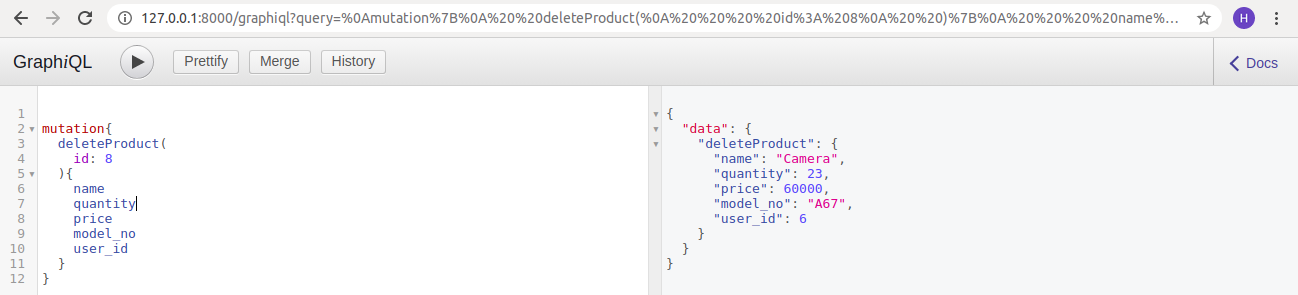 127.0.0.1:8000/graphiql?query=%0Amutation%7B%0A%20%20deleteProduct(%0A%20%20%20%20id%3A%208%0A%20%20)%7B%0A%20%20%20%20name%...
H
GraphiQL Prettify Merge History Docs
1
2 mutation{
3 deleteProduct(
4 id: 8
5 ){
6 name
7 quantity
8 price
9 model_no
10 user_id
11 }
12 }
{
"data": {
"deleteProduct": {
"name": "Camera",
"quantity": 23,
"price": 60000,
"model_no": "A67",
"user_id": 6
}
}
}